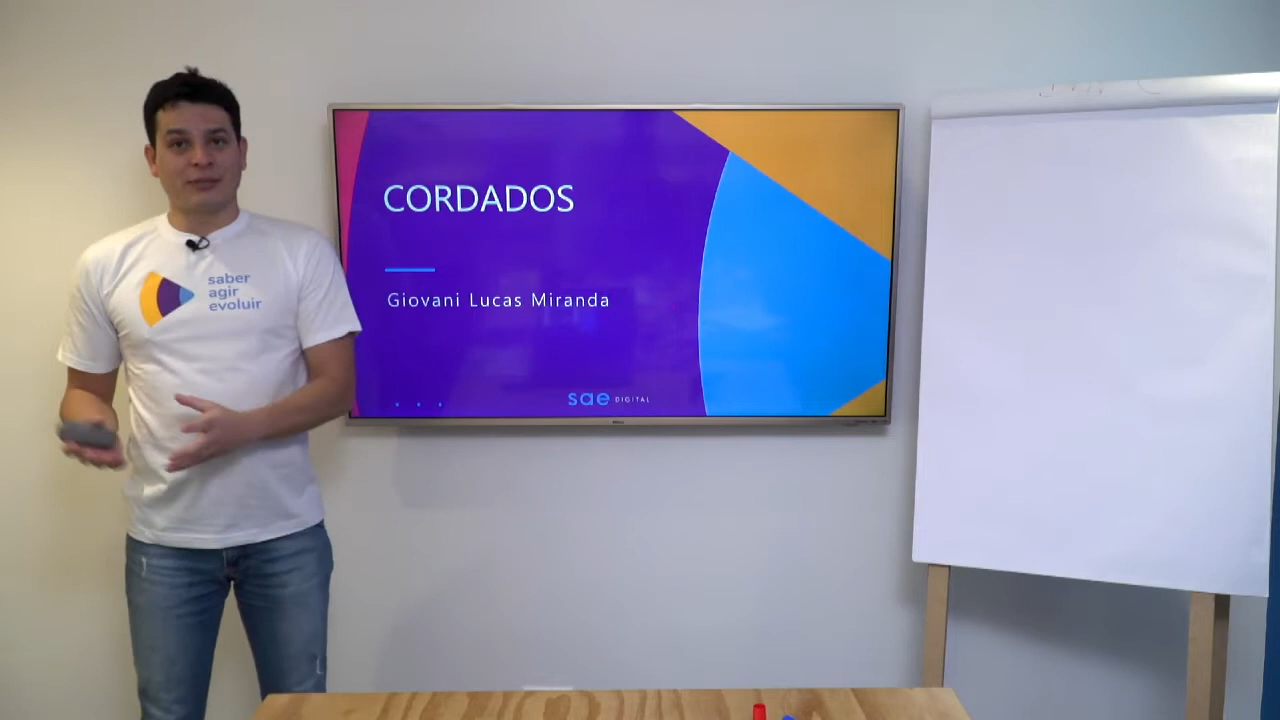 saber
agir
evoluir
CORDADOS
Giovani Lucas Miranda
sae DIGITAL